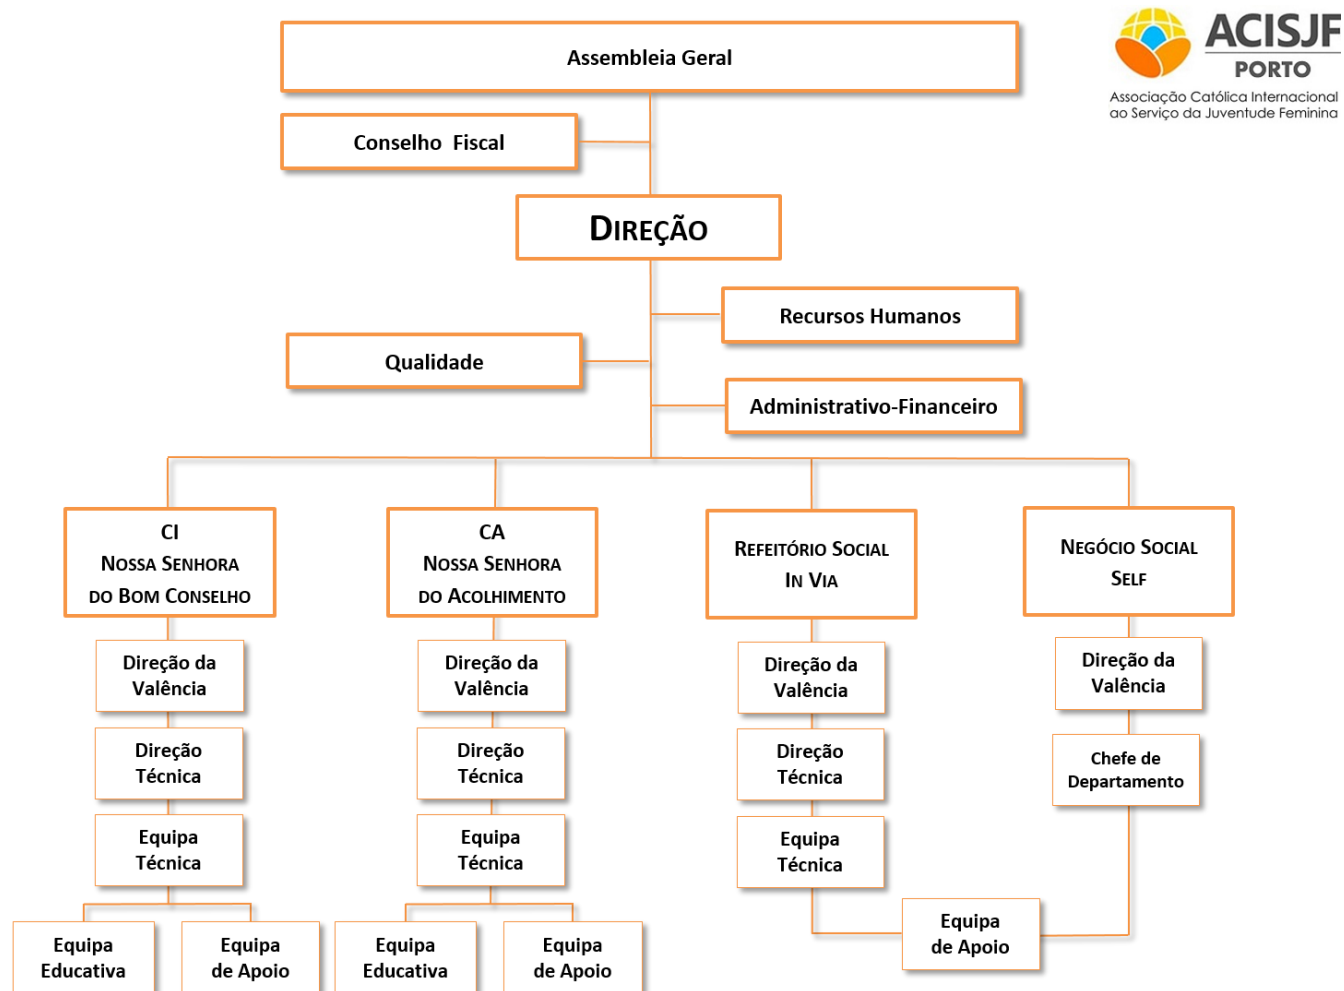 ACISJF
PORTO
Associação Católica Internacional
ao Serviço da Juventude Feminina
Assembleia Geral
Conselho Fiscal
DIREÇÃO
Recursos Humanos
Qualidade
Administrativo-Financeiro
CI
NOSSA SENHORA
DO BOM CONSELHO
CA
NOSSA SENHORA
DO ACOLHIMENTO
REFEITÓRIO SOCIAL
IN VIA
NEGÓCIO SOCIAL
SELF
Direção da
Valência
Direção da
Valência
Direção da
Valência
Direção da
Valência
Direção
Técnica
Direção
Técnica
Direção
Técnica
Chefe de
Departamento
Equipa
Técnica
Equipa
Técnica
Equipa
Técnica
Equipa
Educativa
Equipa
de Apoio
Equipa
Educativa
Equipa
de Apoio
Equipa
de Apoio